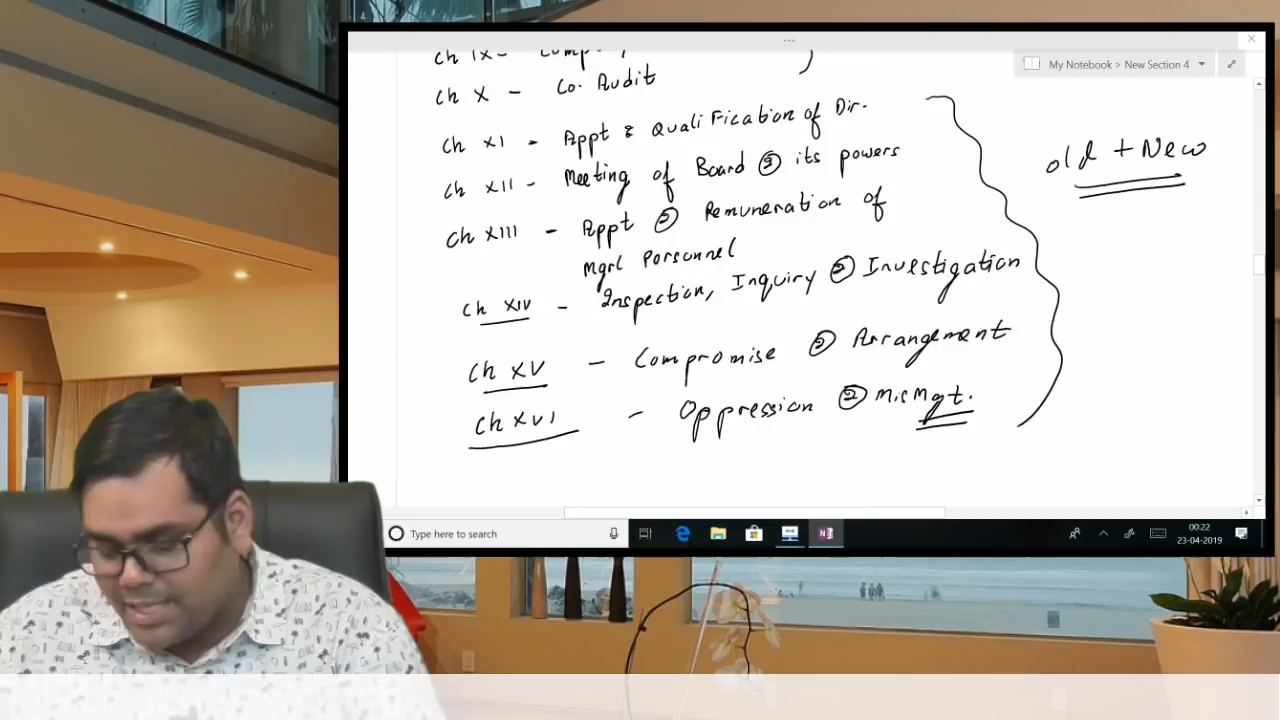 ...
×
My Notebook > New Section 4
Ch IX -
Ch X - Co. Audit
Ch XI - Appt & Qualification of Dir.
Ch XII - Meeting of Board & its powers
Ch XIII - Appt & Remuneration of
Mgrl Personnel
Ch XIV - Inspection, Inquiry & Investigation
Ch XV - Compromise & Arrangement
Ch XVI - Oppression & MisMgt.
old + New
Type here to search
00:22
23-04-2019